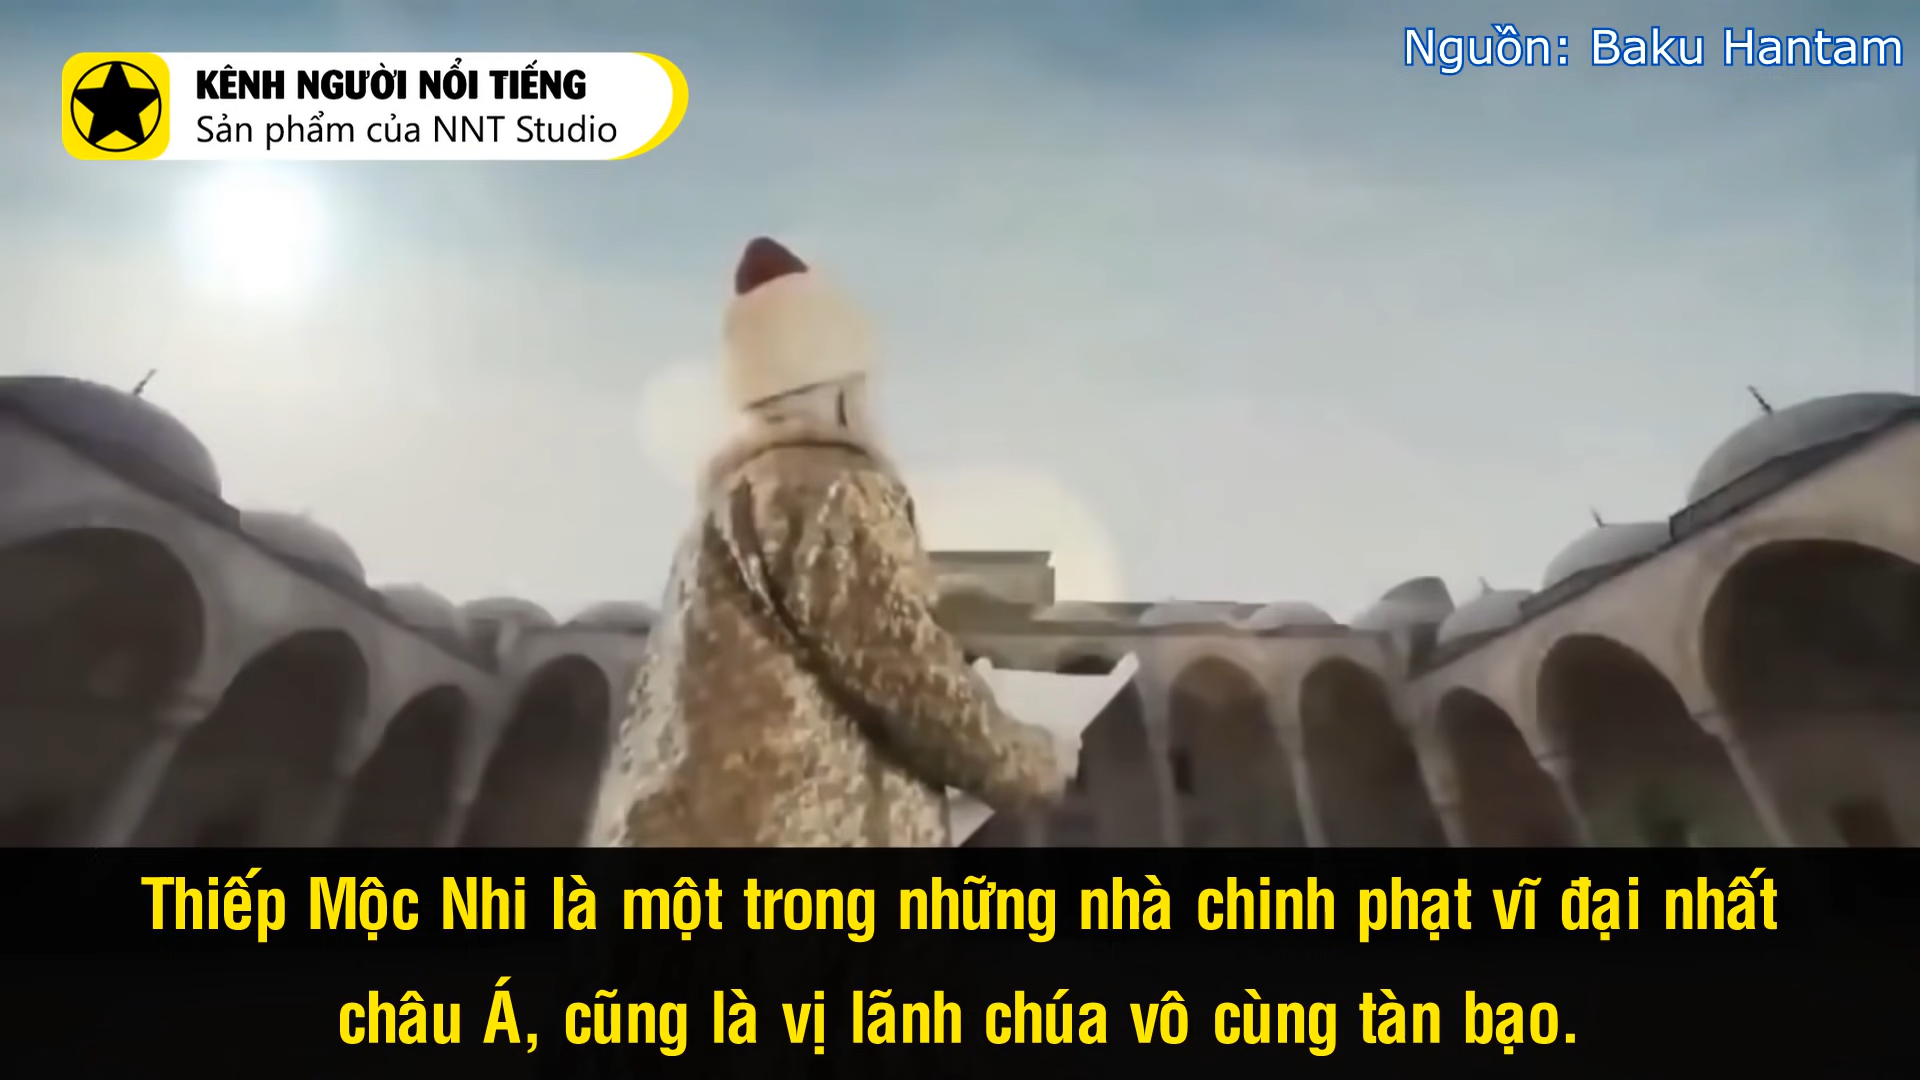 KÊNH NGƯỜI NỔI TIẾNG
Sản phẩm của NNT Studio
Nguồn: Baku Hantam
Thiếp Mộc Nhi là một trong những nhà chinh phạt vĩ đại nhất
châu Á, cũng là vị lãnh chúa vô cùng tàn bạo.